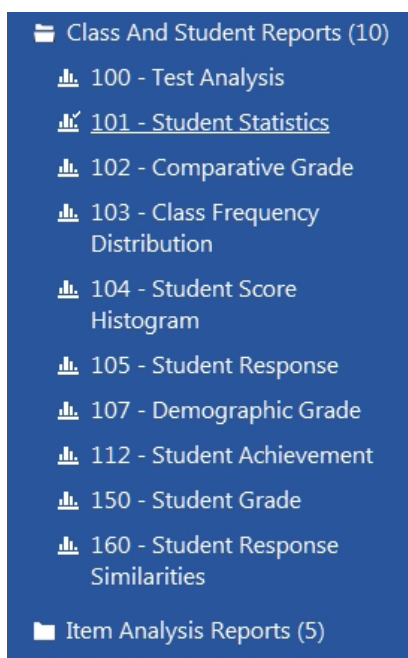 Class And Student Reports (10)
100 - Test Analysis
101 - Student Statistics
102 - Comparative Grade
103 - Class Frequency
Distribution
104 - Student Score
Histogram
105 - Student Response
107 - Demographic Grade
112 - Student Achievement
150 - Student Grade
160 - Student Response
Similarities
Item Analysis Reports (5)